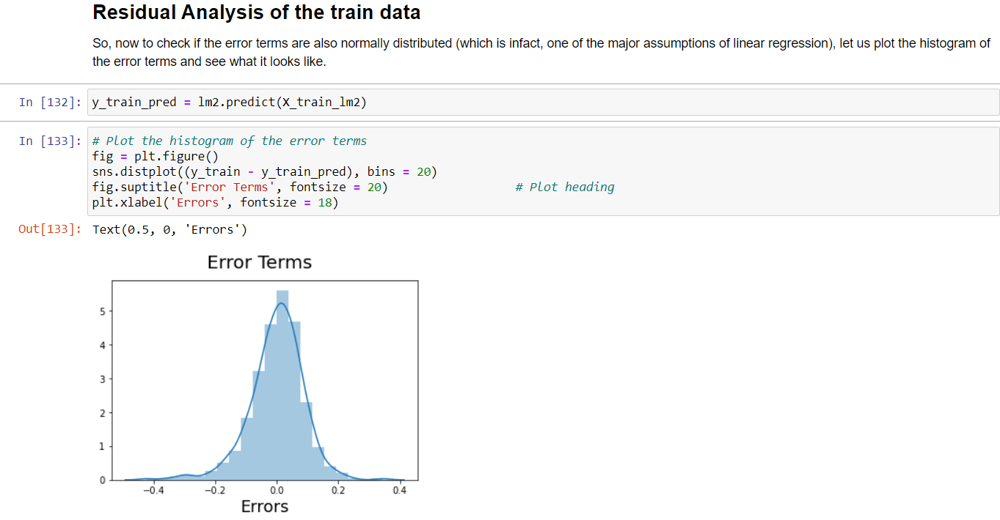 Residual Analysis of the train data
So, now to check if the error terms are also normally distributed (which is infact, one of the major assumptions of linear regression), let us plot the histogram of
the error terms and see what it looks like.
In [132]: y_train_pred = lm2.predict(X_train_lm2)
In [133]: # Plot the histogram of the error terms
fig = plt.figure()
sns.distplot((y_train - y_train_pred), bins = 20)
fig.suptitle('Error Terms', fontsize = 20) # Plot heading
plt.xlabel('Errors', fontsize = 18)
Out[133]: Text(0.5, 0, 'Errors')
Error Terms
5
4
3
2
1
0
−0.4 −0.2 0.0 0.2 0.4
Errors